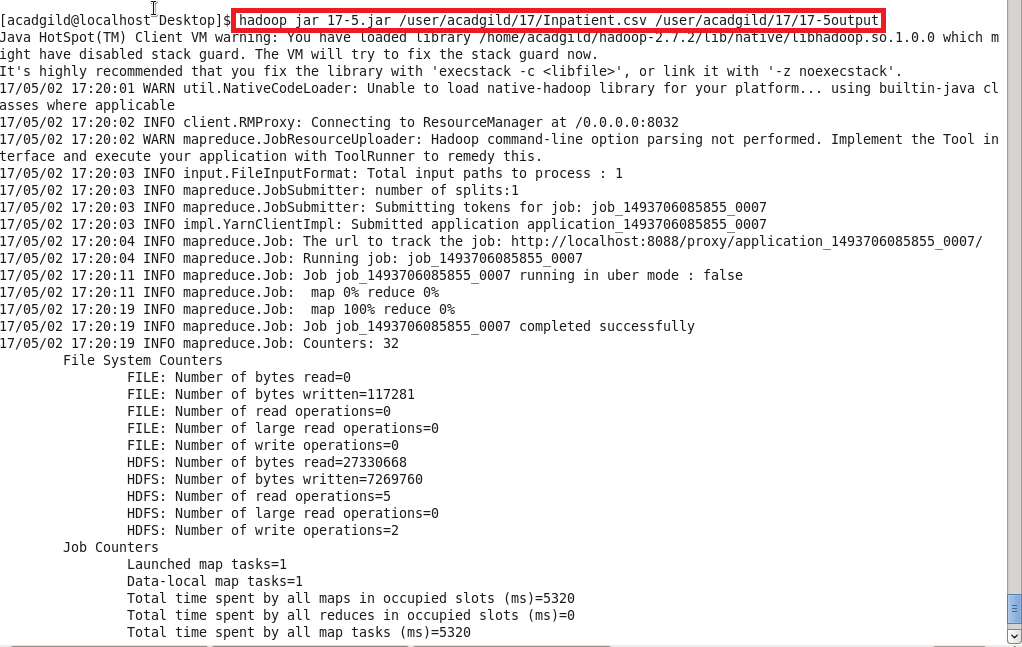 [acadgild@localhost Desktop]$ hadoop jar 17-5.jar /user/acadgild/17/Inpatient.csv /user/acadgild/17/17-5output
Java HotSpot(TM) Client VM warning: You have loaded library /home/acadgild/hadoop-2.7.2/lib/native/libhadoop.so.1.0.0 which m
ight have disabled stack guard. The VM will try to fix the stack guard now.
It's highly recommended that you fix the library with 'execstack -c <libfile>', or link it with '-z noexecstack'.
17/05/02 17:20:01 WARN util.NativeCodeLoader: Unable to load native-hadoop library for your platform... using builtin-java cl
asses where applicable
17/05/02 17:20:02 INFO client.RMProxy: Connecting to ResourceManager at /0.0.0.0:8032
17/05/02 17:20:02 WARN mapreduce.JobResourceUploader: Hadoop command-line option parsing not performed. Implement the Tool in
terface and execute your application with ToolRunner to remedy this.
17/05/02 17:20:03 INFO input.FileInputFormat: Total input paths to process : 1
17/05/02 17:20:03 INFO mapreduce.JobSubmitter: number of splits:1
17/05/02 17:20:03 INFO mapreduce.JobSubmitter: Submitting tokens for job: job_1493706085855_0007
17/05/02 17:20:03 INFO impl.YarnClientImpl: Submitted application application_1493706085855_0007
17/05/02 17:20:04 INFO mapreduce.Job: The url to track the job: http://localhost:8088/proxy/application_1493706085855_0007/
17/05/02 17:20:04 INFO mapreduce.Job: Running job: job_1493706085855_0007
17/05/02 17:20:11 INFO mapreduce.Job: Job job_1493706085855_0007 running in uber mode : false
17/05/02 17:20:11 INFO mapreduce.Job:  map 0% reduce 0%
17/05/02 17:20:19 INFO mapreduce.Job:  map 100% reduce 0%
17/05/02 17:20:19 INFO mapreduce.Job: Job job_1493706085855_0007 completed successfully
17/05/02 17:20:19 INFO mapreduce.Job: Counters: 32
File System Counters
FILE: Number of bytes read=0
FILE: Number of bytes written=117281
FILE: Number of read operations=0
FILE: Number of large read operations=0
FILE: Number of write operations=0
HDFS: Number of bytes read=27330668
HDFS: Number of bytes written=7269760
HDFS: Number of read operations=5
HDFS: Number of large read operations=0
HDFS: Number of write operations=2
Job Counters
Launched map tasks=1
Data-local map tasks=1
Total time spent by all maps in occupied slots (ms)=5320
Total time spent by all reduces in occupied slots (ms)=0
Total time spent by all map tasks (ms)=5320